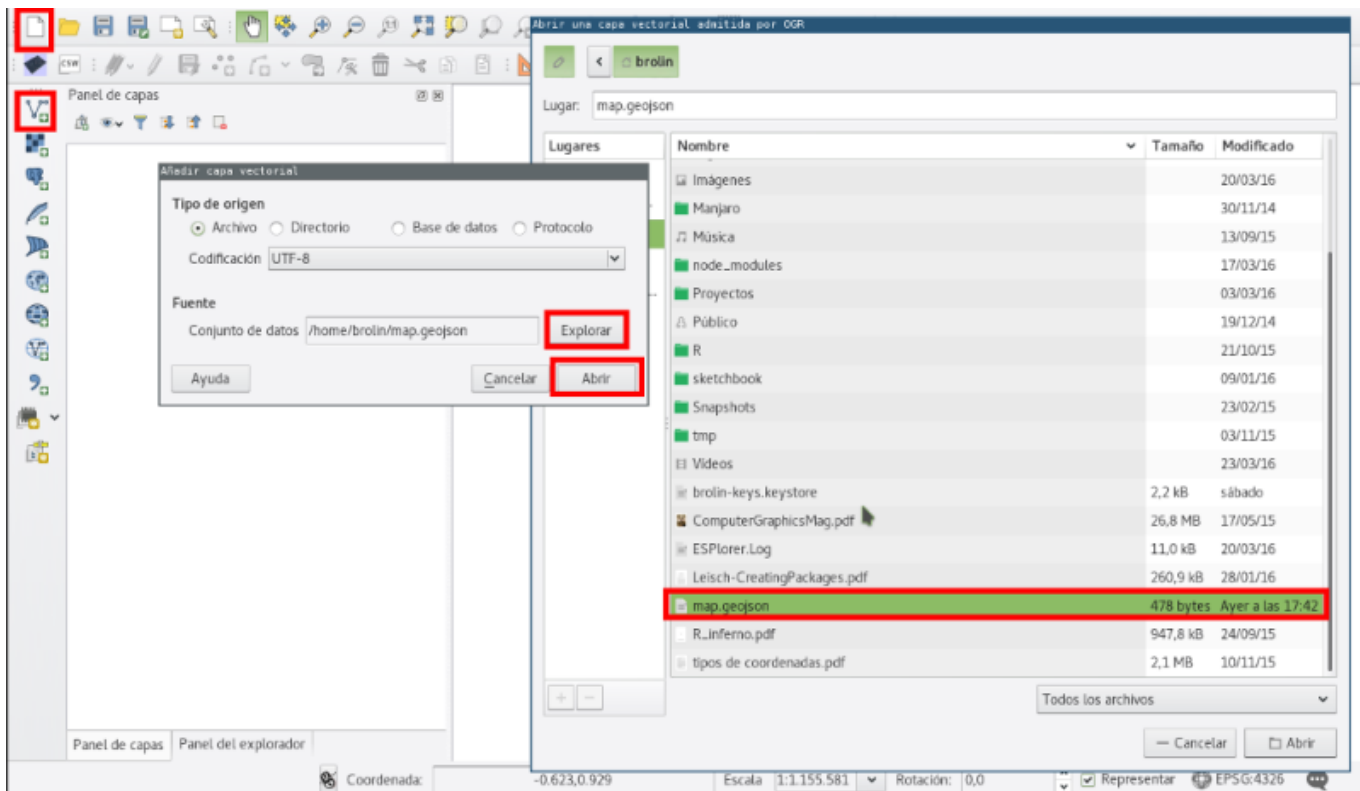 Abrir una capa vectorial admitida por OGR
CSW
brolin
Panel de capas
Lugar: map.geojson
Lugares
Nombre Tamaño Modificado
Imágenes 20/03/16
Manjaro 30/11/14
Música 13/09/15
node_modules 17/03/16
Proyectos 03/03/16
Público 19/12/14
R 21/10/15
sketchbook 09/01/16
Snapshots 23/02/15
tmp 03/11/15
Vídeos 23/03/16
brolin-keys.keystore 2,2 kB sábado
ComputerGraphicsMag.pdf 26,8 MB 17/05/15
ESPlorer.Log 11,0 kB 20/03/16
Leisch-CreatingPackages.pdf 260,9 kB 28/01/16
map.geojson 478 bytes Ayer a las 17:42
R_inferno.pdf 947,8 kB 24/09/15
tipos de coordenadas.pdf 2,1 MB 10/11/15
Todos los archivos
Cancelar Abrir
Añadir capa vectorial
Tipo de origen
Archivo Directorio Base de datos Protocolo
Codificación UTF-8
Fuente
Conjunto de datos /home/brolin/map.geojson Explorar
Ayuda Cancelar Abrir
Panel de capas Panel del explorador
Coordenada: -0.623,0.929 Escala 1:1.155.581 Rotación: 0,0 Representar EPSG:4326